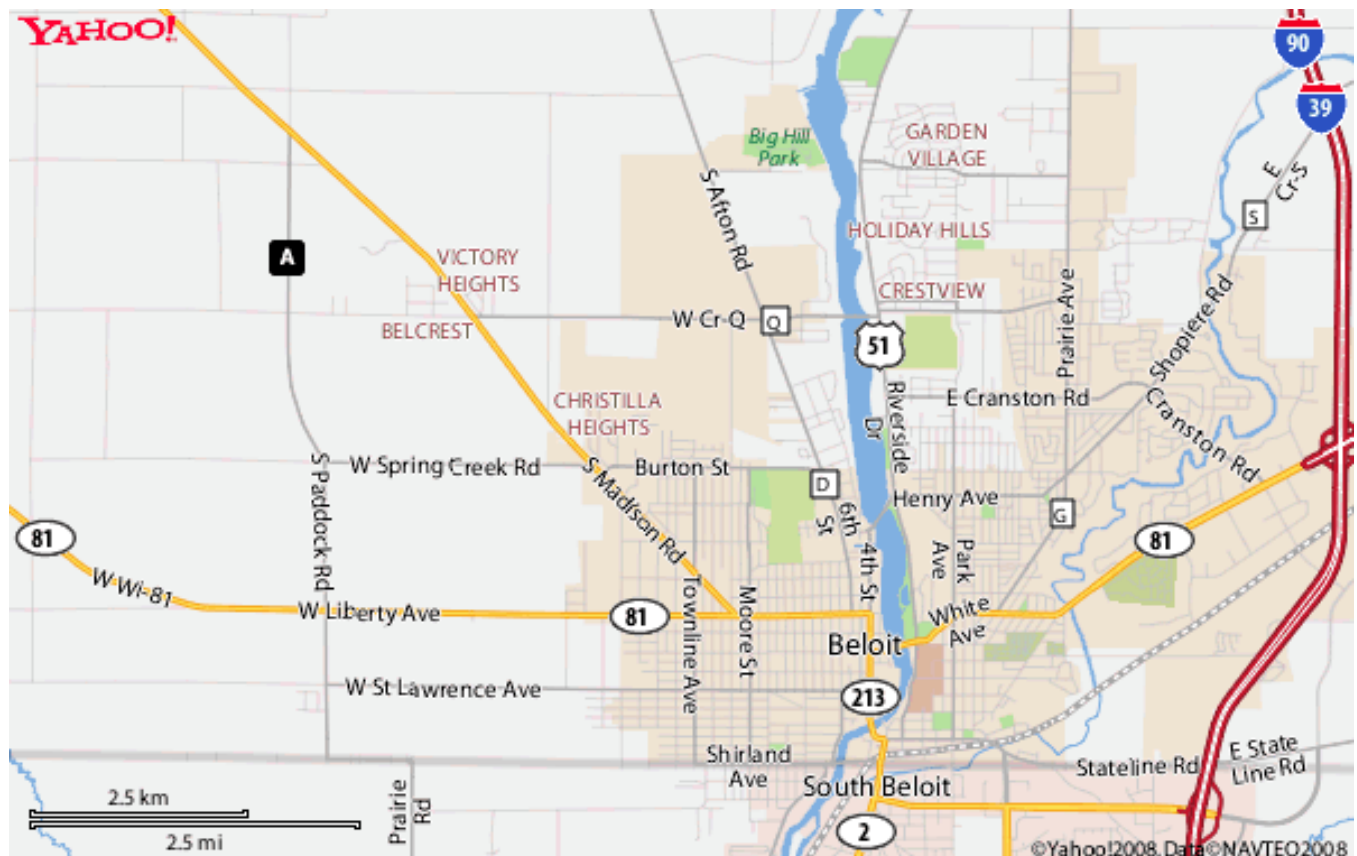 YAHOO!
90
39
Big Hill
Park
GARDEN
VILLAGE
E
Cr-S
S
S Afton Rd
A
HOLIDAY HILLS
VICTORY
HEIGHTS
CRESTVIEW
Prairie Ave
BELCREST
W Cr-Q
Q
51
Shopiere Rd
CHRISTILLA
HEIGHTS
Riverside
Dr
E Cranston Rd
Cranston Rd
W Spring Creek Rd
Burton St
D
S Paddock Rd
S Madison Rd
6th
St
Henry Ave
G
81
81
W Wi-81
4th St
Park
Ave
W Liberty Ave
81
Townline Ave
Moore St
White
Ave
Beloit
W St Lawrence Ave
213
Shirland
Ave
Stateline Rd
E State
Line Rd
South Beloit
Prairie
Rd
2.5 km
2.5 mi
2
©Yahoo!2008, Data©NAVTEQ2008